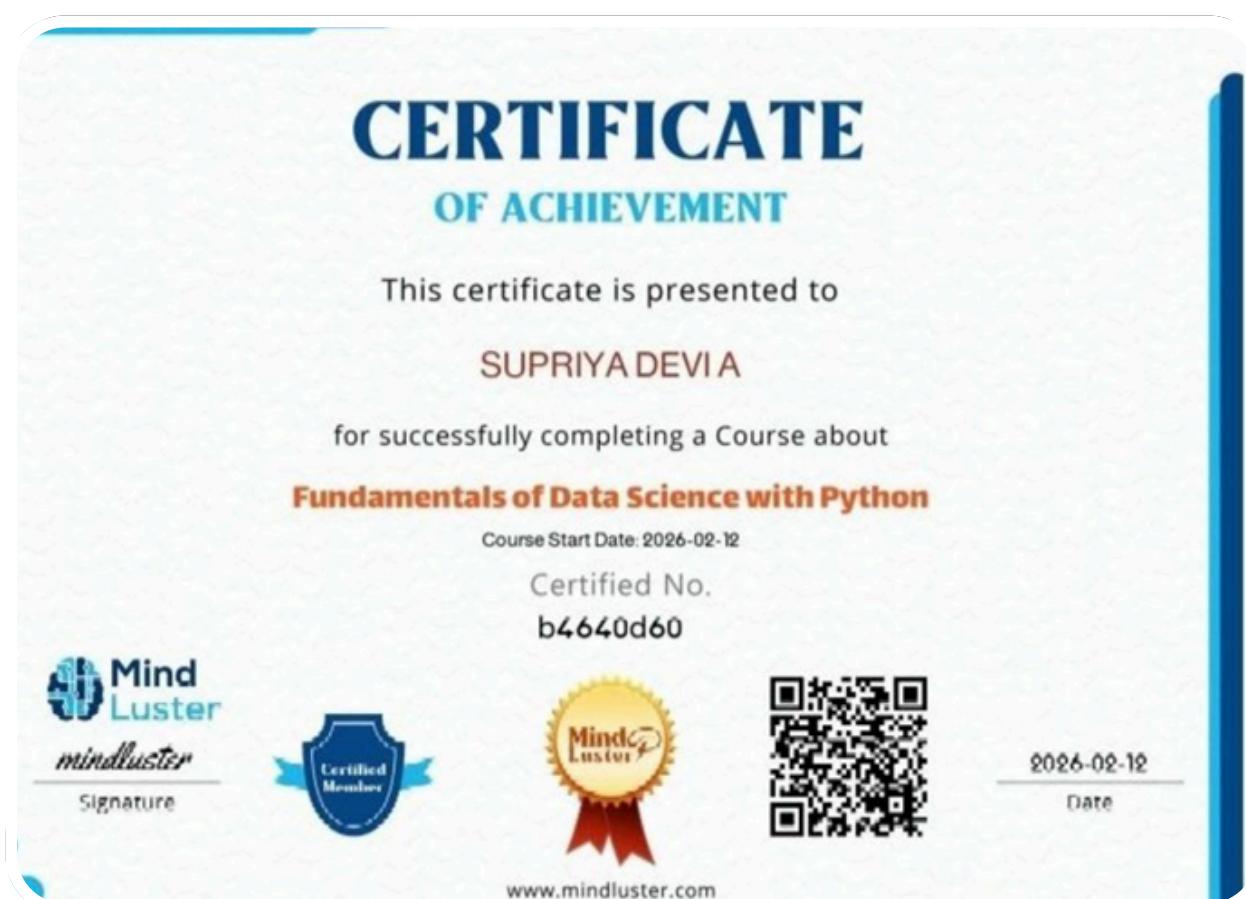 CERTIFICATE
OF ACHIEVEMENT
This certificate is presented to
SUPRIYA DEVI A
for successfully completing a Course about
Fundamentals of Data Science with Python
Course Start Date: 2026-02-12
Certified No.
b4640d60
Mind
Luster
mindluster
Signature
Certified
Member
Mind
Luster
2026-02-12
Date
www.mindluster.com